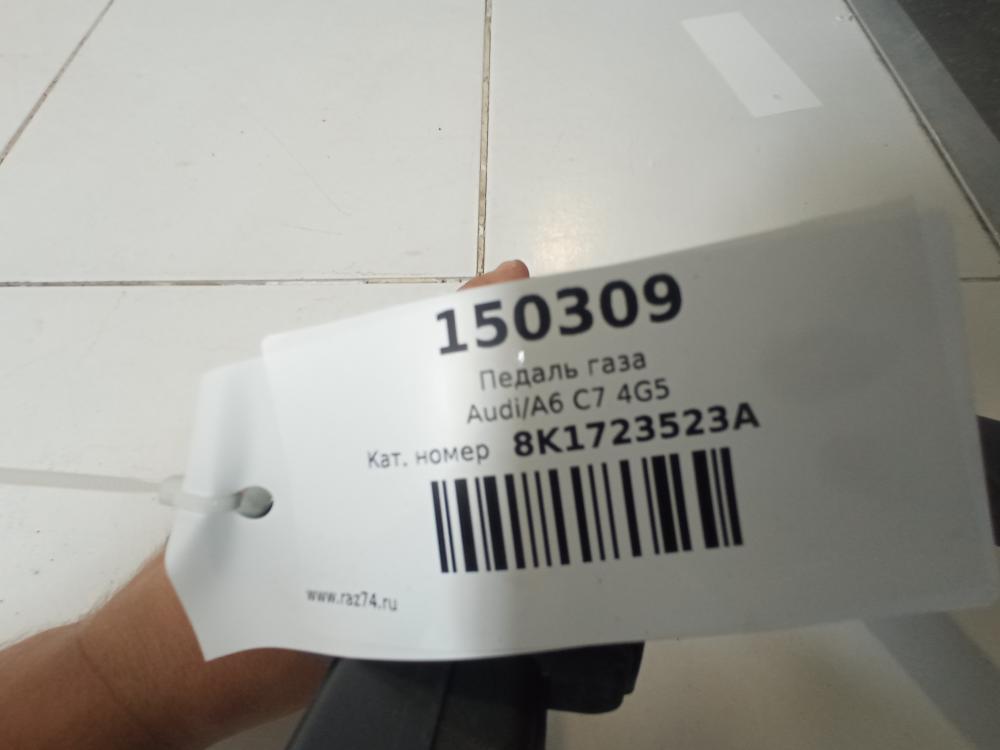 150309
Педаль газа
Audi/A6 C7 4G5
Кат. номер 8K1723523A
www.raz74.ru